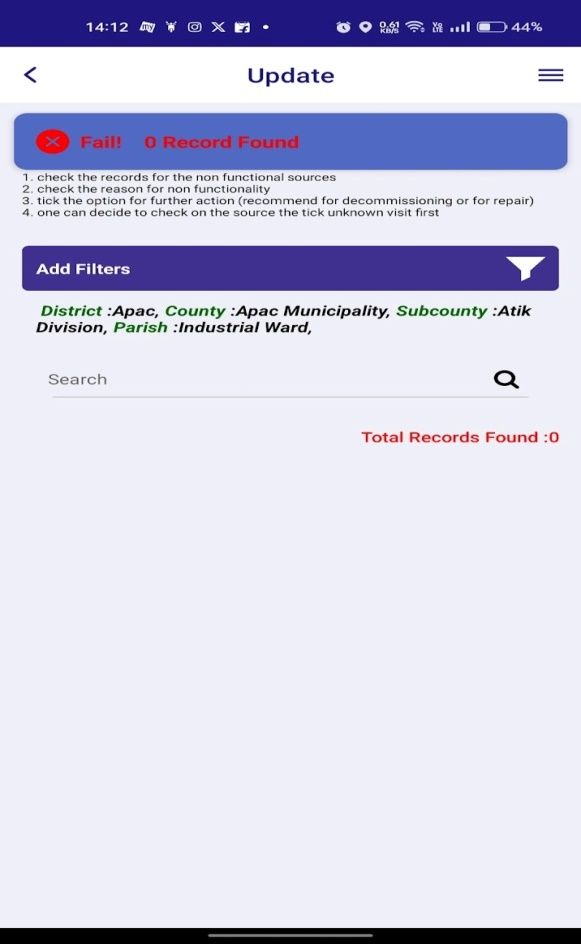 14:12 my X 0.61 KB/S Vo LTE 44%
Update
Fail! 0 Record Found
1. check the records for the non functional sources
2. check the reason for non functionality
3. tick the option for further action (recommend for decommissioning or for repair)
4. one can decide to check on the source the tick unknown visit first
Add Filters
District :Apac, County :Apac Municipality, Subcounty :Atik
Division, Parish :Industrial Ward,
Search
Total Records Found :0